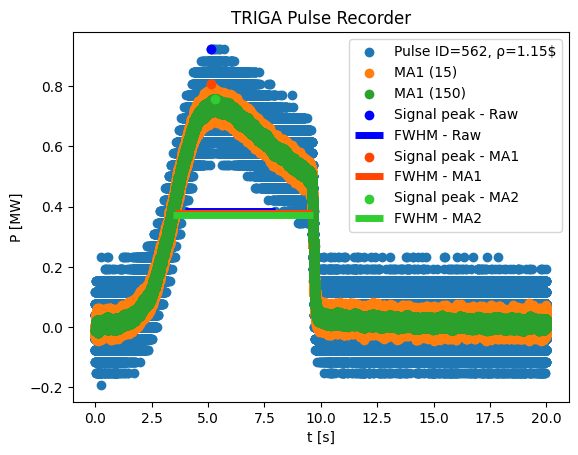 TRIGA Pulse Recorder
P [MW]
0.8
0.6
0.4
0.2
0.0
−0.2
Pulse ID=562, ρ=1.15$
MA1 (15)
MA1 (150)
Signal peak - Raw
FWHM - Raw
Signal peak - MA1
FWHM - MA1
Signal peak - MA2
FWHM - MA2
0.0 2.5 5.0 7.5 10.0 12.5 15.0 17.5 20.0
t [s]